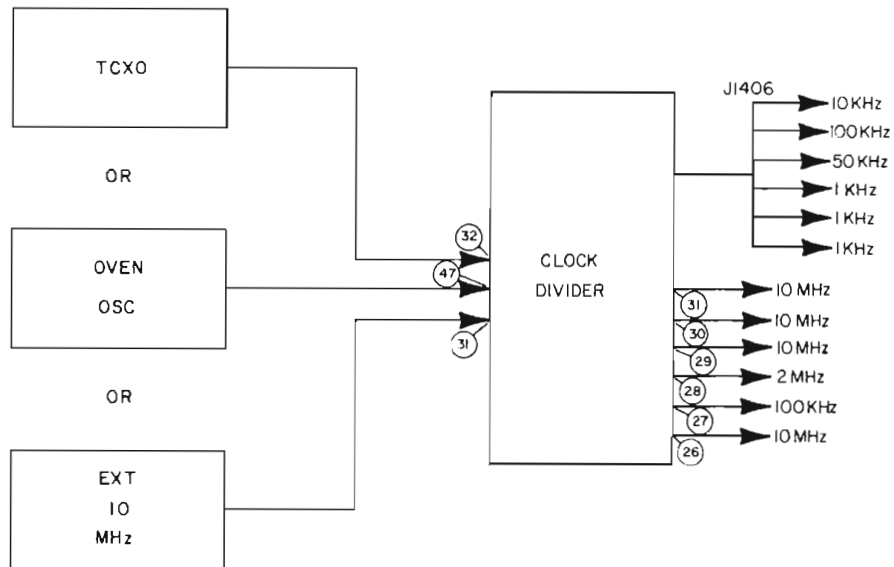 TCXO
OR
OVEN
OSC
OR
EXT
10
MHz
32
47
31
CLOCK
DIVIDER
J1406
10 KHz
100 KHz
50 KHz
1 KHz
1 KHz
1 KHz
31
10 MHz
30
10 MHz
29
10 MHz
28
2 MHz
27
100 KHz
26
10 MHz